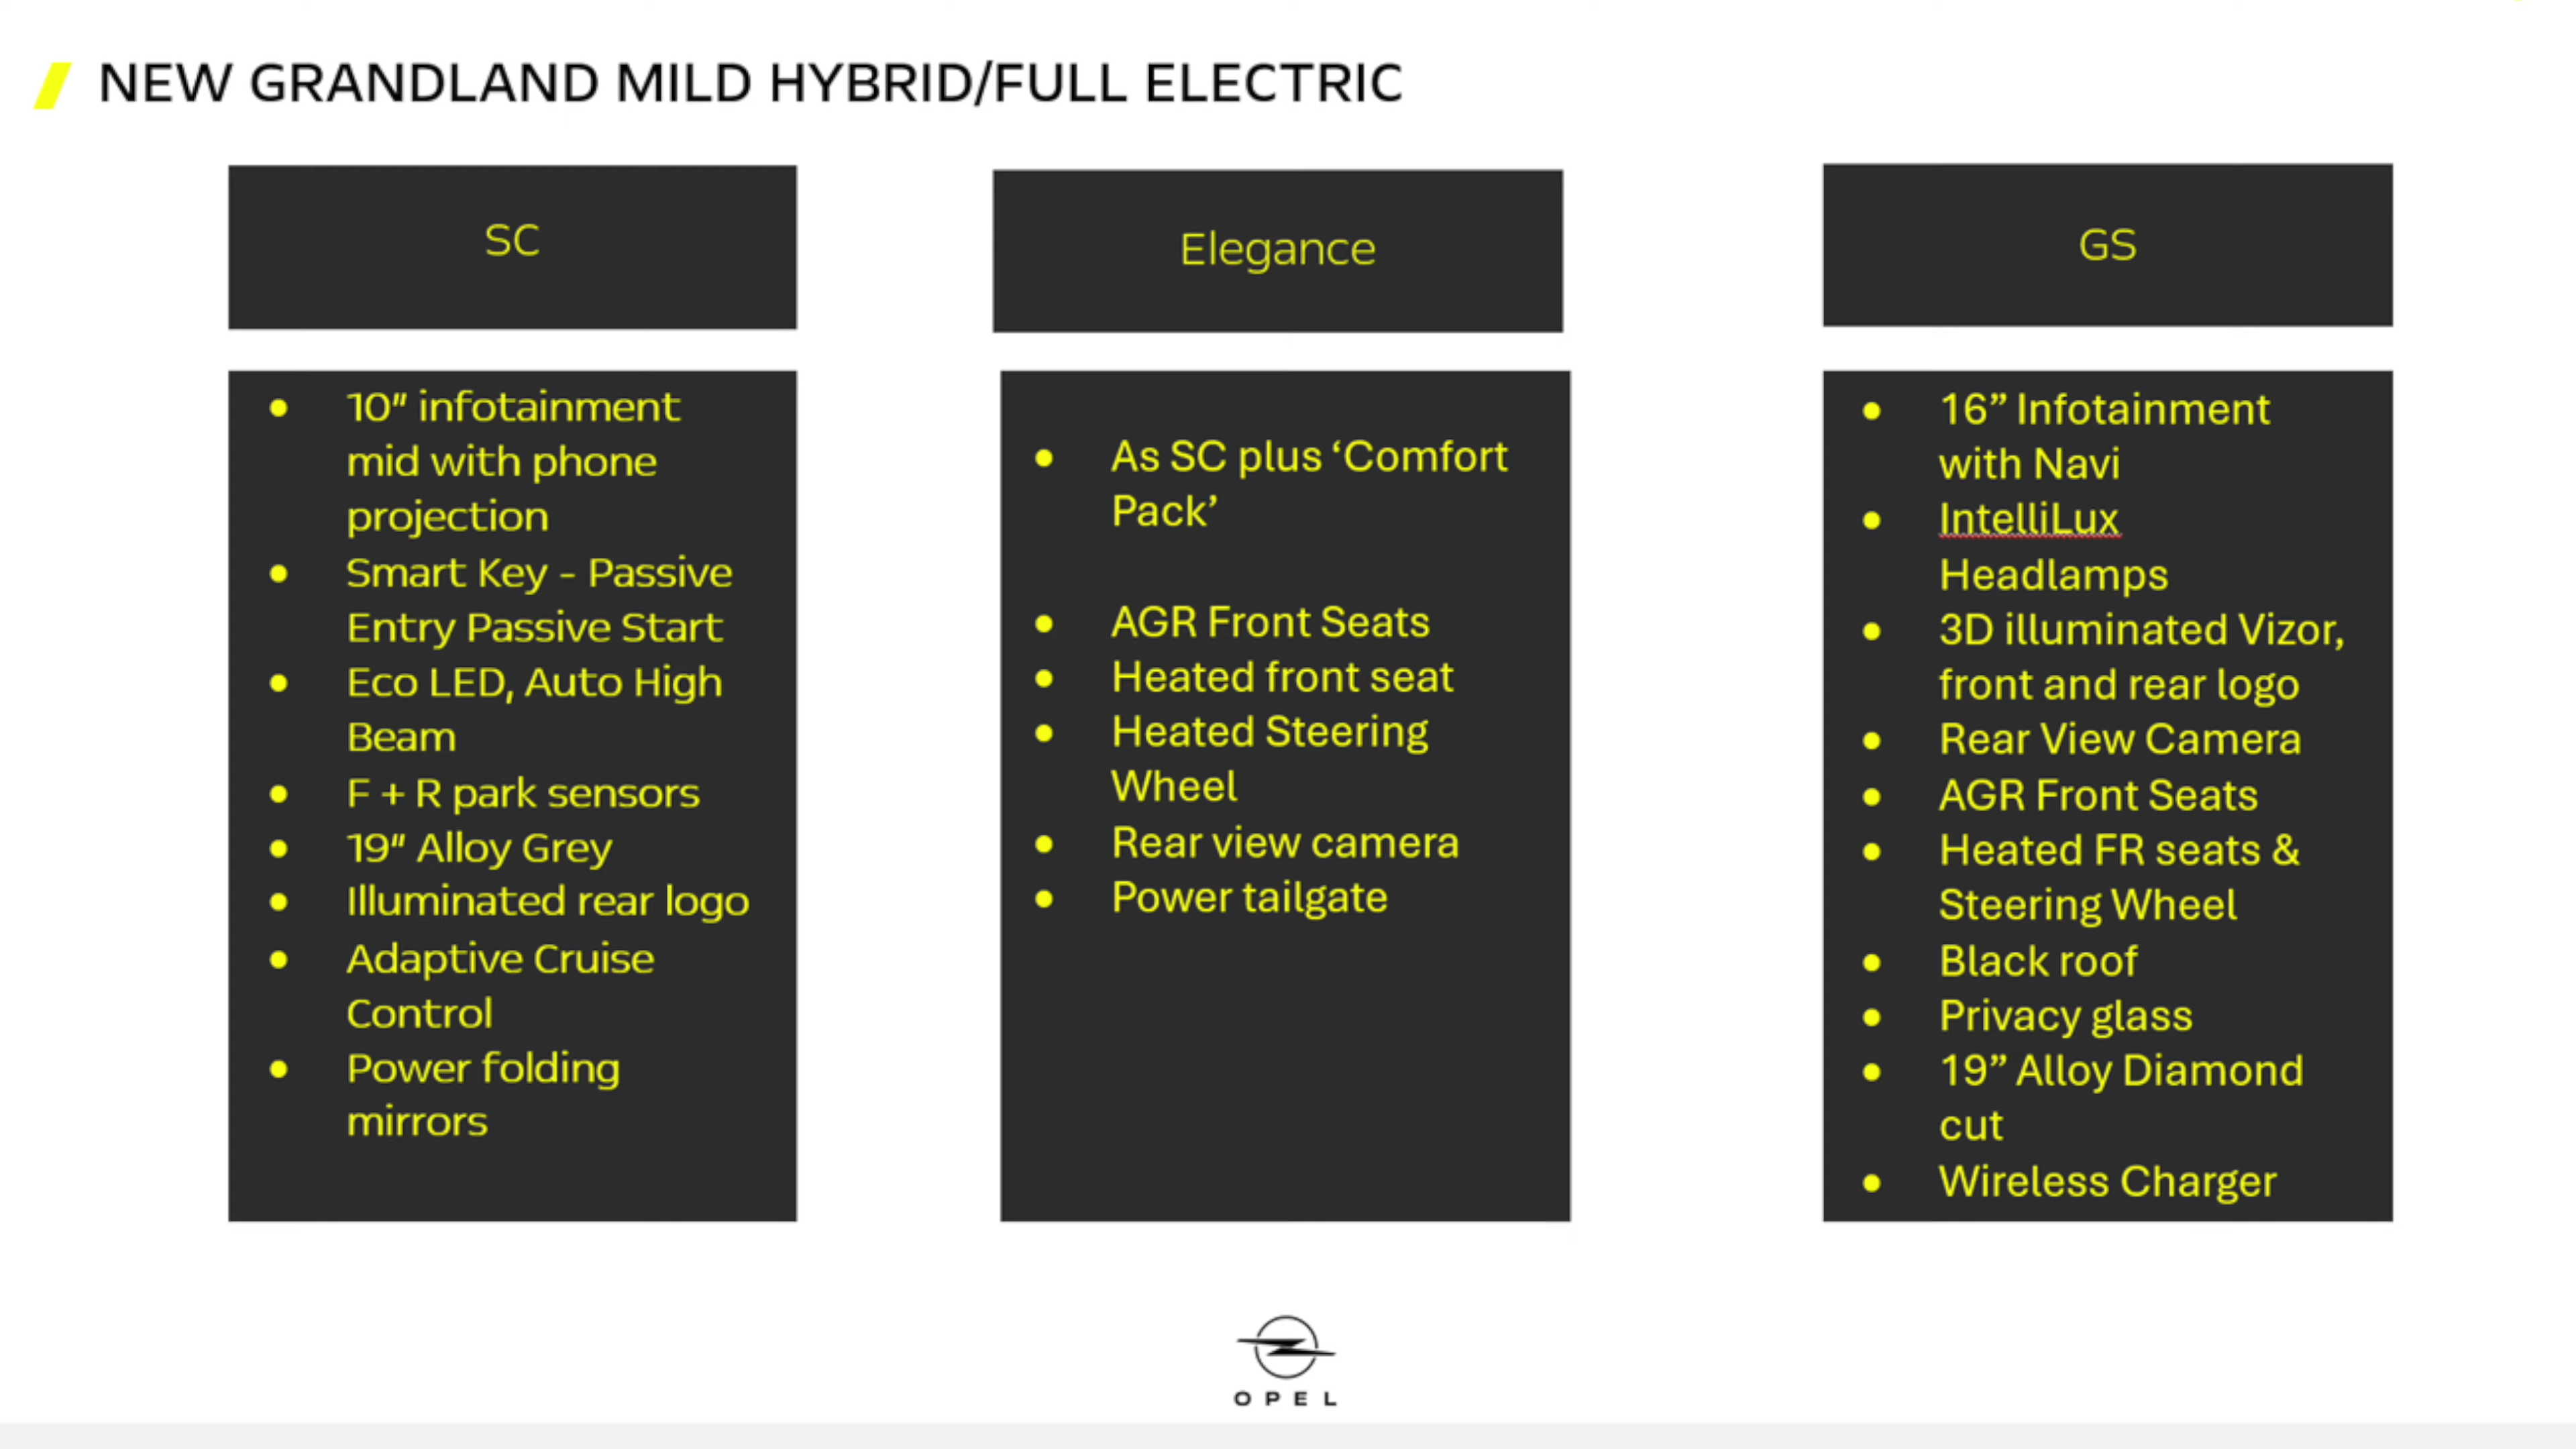 NEW GRANDLAND MILD HYBRID/FULL ELECTRIC
SC
10" infotainment
mid with phone
projection
Smart Key - Passive
Entry Passive Start
Eco LED, Auto High
Beam
F + R park sensors
19" Alloy Grey
Illuminated rear logo
Adaptive Cruise
Control
Power folding
mirrors
Elegance
As SC plus ‘Comfort
Pack’
AGR Front Seats
Heated front seat
Heated Steering
Wheel
Rear view camera
Power tailgate
GS
16” Infotainment
with Navi
IntelliLux
Headlamps
3D illuminated Vizor,
front and rear logo
Rear View Camera
AGR Front Seats
Heated FR seats &
Steering Wheel
Black roof
Privacy glass
19” Alloy Diamond
cut
Wireless Charger
OPEL